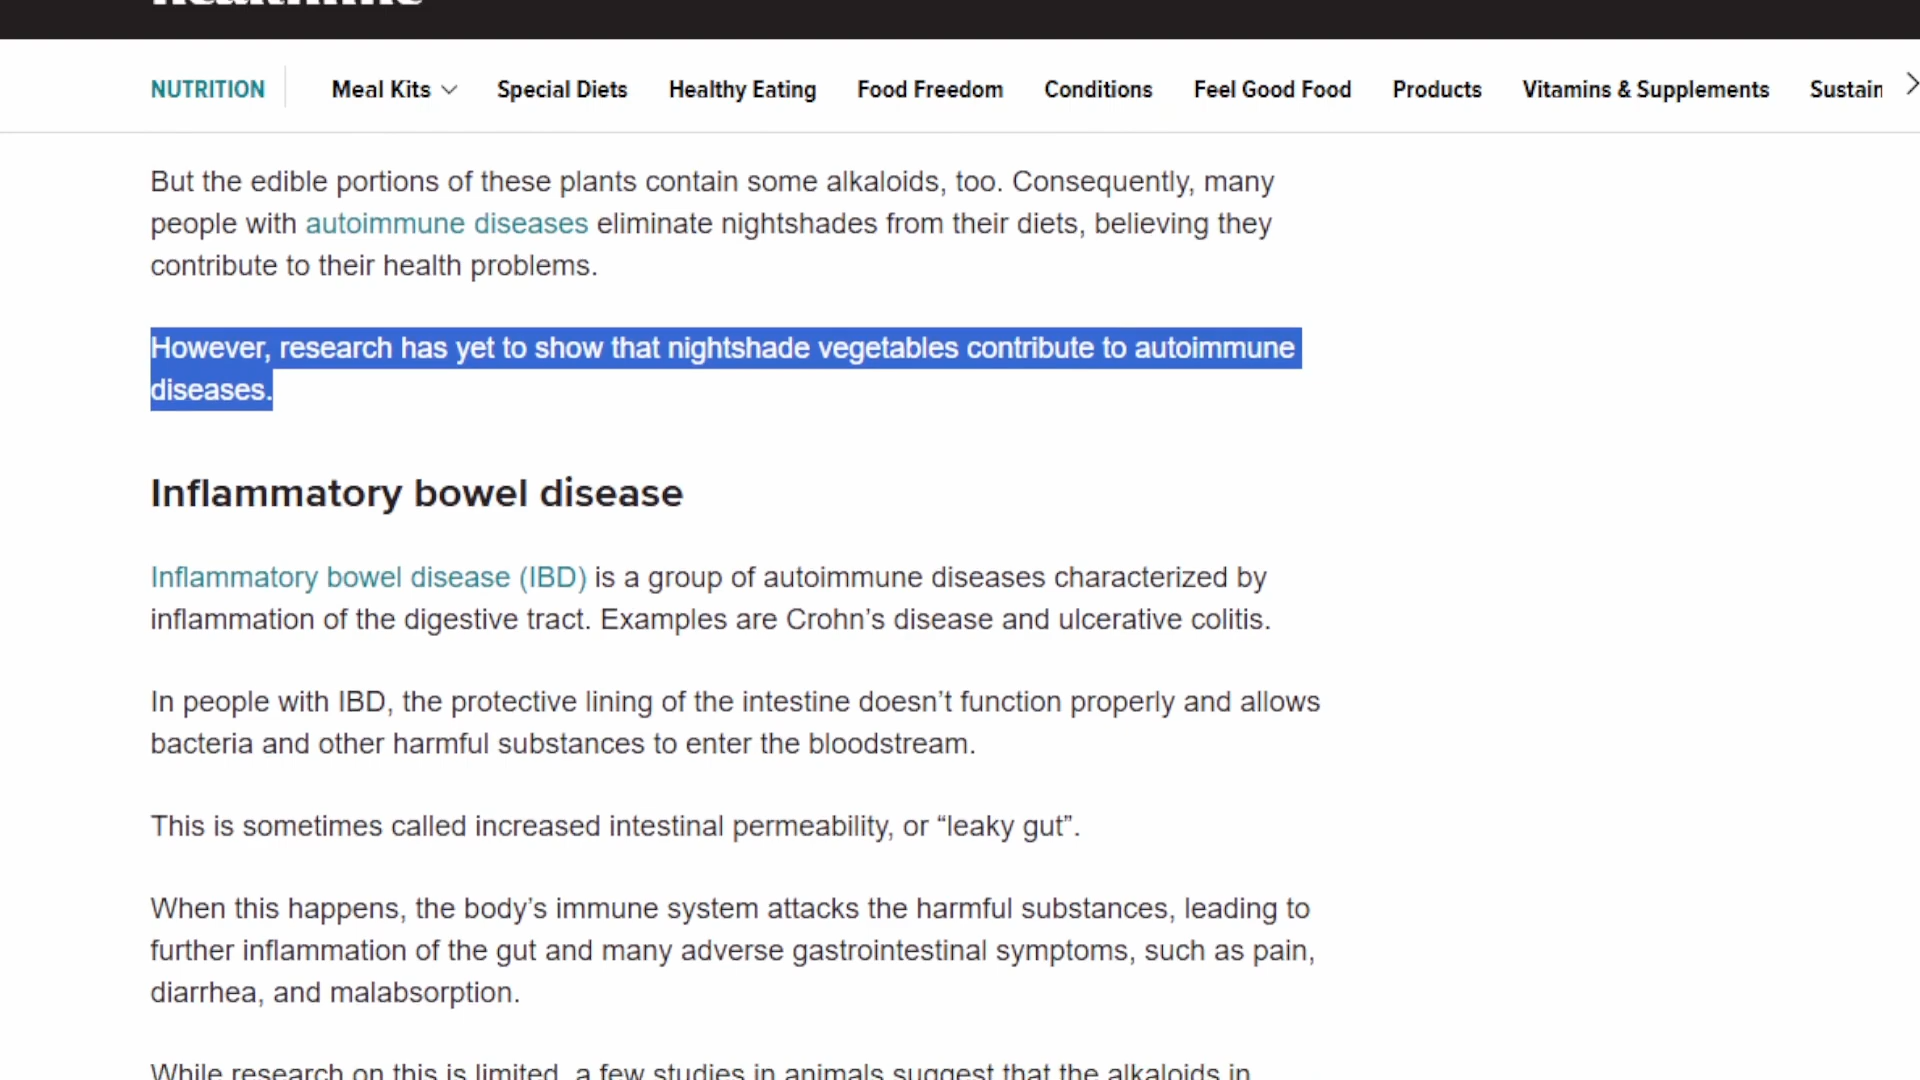 healthline
NUTRITION Meal Kits Special Diets Healthy Eating Food Freedom Conditions Feel Good Food Products Vitamins & Supplements Sustain
But the edible portions of these plants contain some alkaloids, too. Consequently, many
people with autoimmune diseases eliminate nightshades from their diets, believing they
contribute to their health problems.
However, research has yet to show that nightshade vegetables contribute to autoimmune
diseases.
Inflammatory bowel disease
Inflammatory bowel disease (IBD) is a group of autoimmune diseases characterized by
inflammation of the digestive tract. Examples are Crohn’s disease and ulcerative colitis.
In people with IBD, the protective lining of the intestine doesn’t function properly and allows
bacteria and other harmful substances to enter the bloodstream.
This is sometimes called increased intestinal permeability, or “leaky gut”.
When this happens, the body’s immune system attacks the harmful substances, leading to
further inflammation of the gut and many adverse gastrointestinal symptoms, such as pain,
diarrhea, and malabsorption.
While research on this is limited, a few studies in animals suggest that the alkaloids in